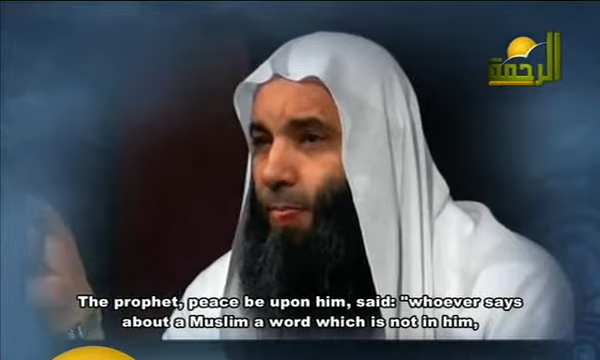 الرحمة
The prophet, peace be upon him, said: "whoever says
about a Muslim a word which is not in him,